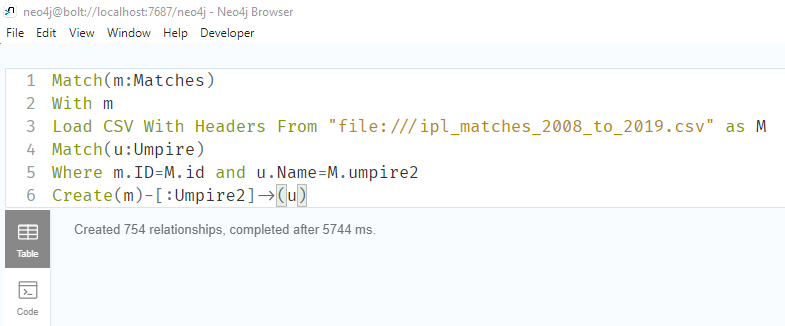 neo4j@bolt://localhost:7687/neo4j - Neo4j Browser
File Edit View Window Help Developer
1 Match(m:Matches)
2 With m
3 Load CSV With Headers From "file:///ipl_matches_2008_to_2019.csv" as M
4 Match(u:Umpire)
5 Where m.ID=M.id and u.Name=M.umpire2
6 Create(m)-[:Umpire2]->(u)
Created 754 relationships, completed after 5744 ms.
Table
Code